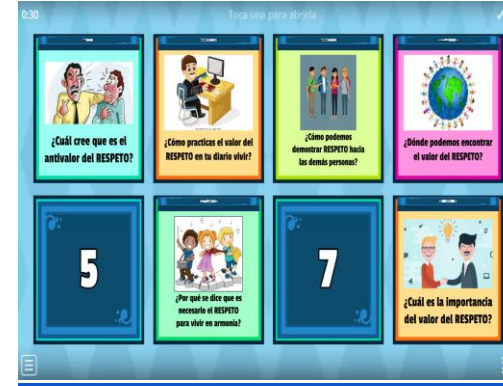 0:30
Toca una para abrirla
¿Cuál cree que es el
antivalor del RESPETO?
¿Cómo practicas el valor del
RESPETO en tu diario vivir?
¿Cómo podemos
demostrar RESPETO hacia
las demás personas?
¿Dónde podemos encontrar
el valor del RESPETO?
5
¿Por qué se dice que es
necesario el RESPETO
para vivir en armonía?
7
¿Cuál es la importancia
del valor del RESPETO?